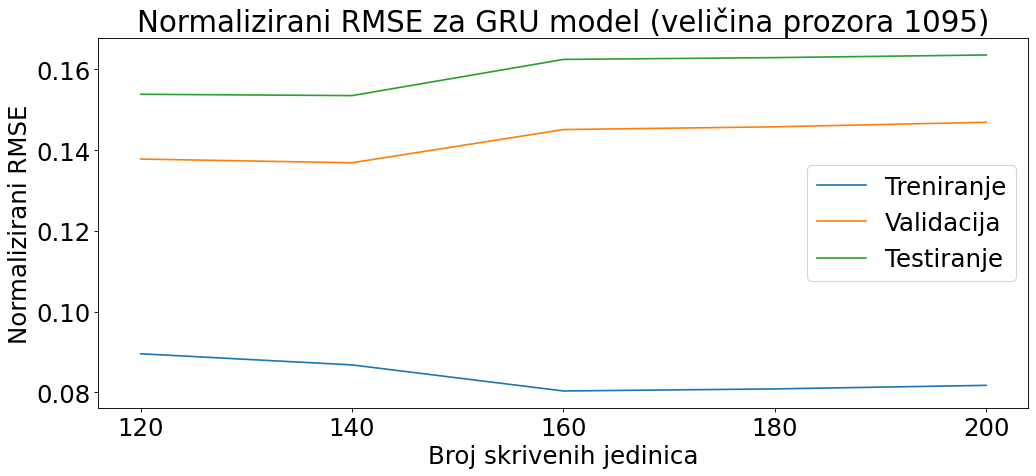 Normalizirani RMSE za GRU model (veličina prozora 1095)
Normalizirani RMSE
0.16
0.14
0.12
0.10
0.08
Treniranje
Validacija
Testiranje
120 140 160 180 200
Broj skrivenih jedinica